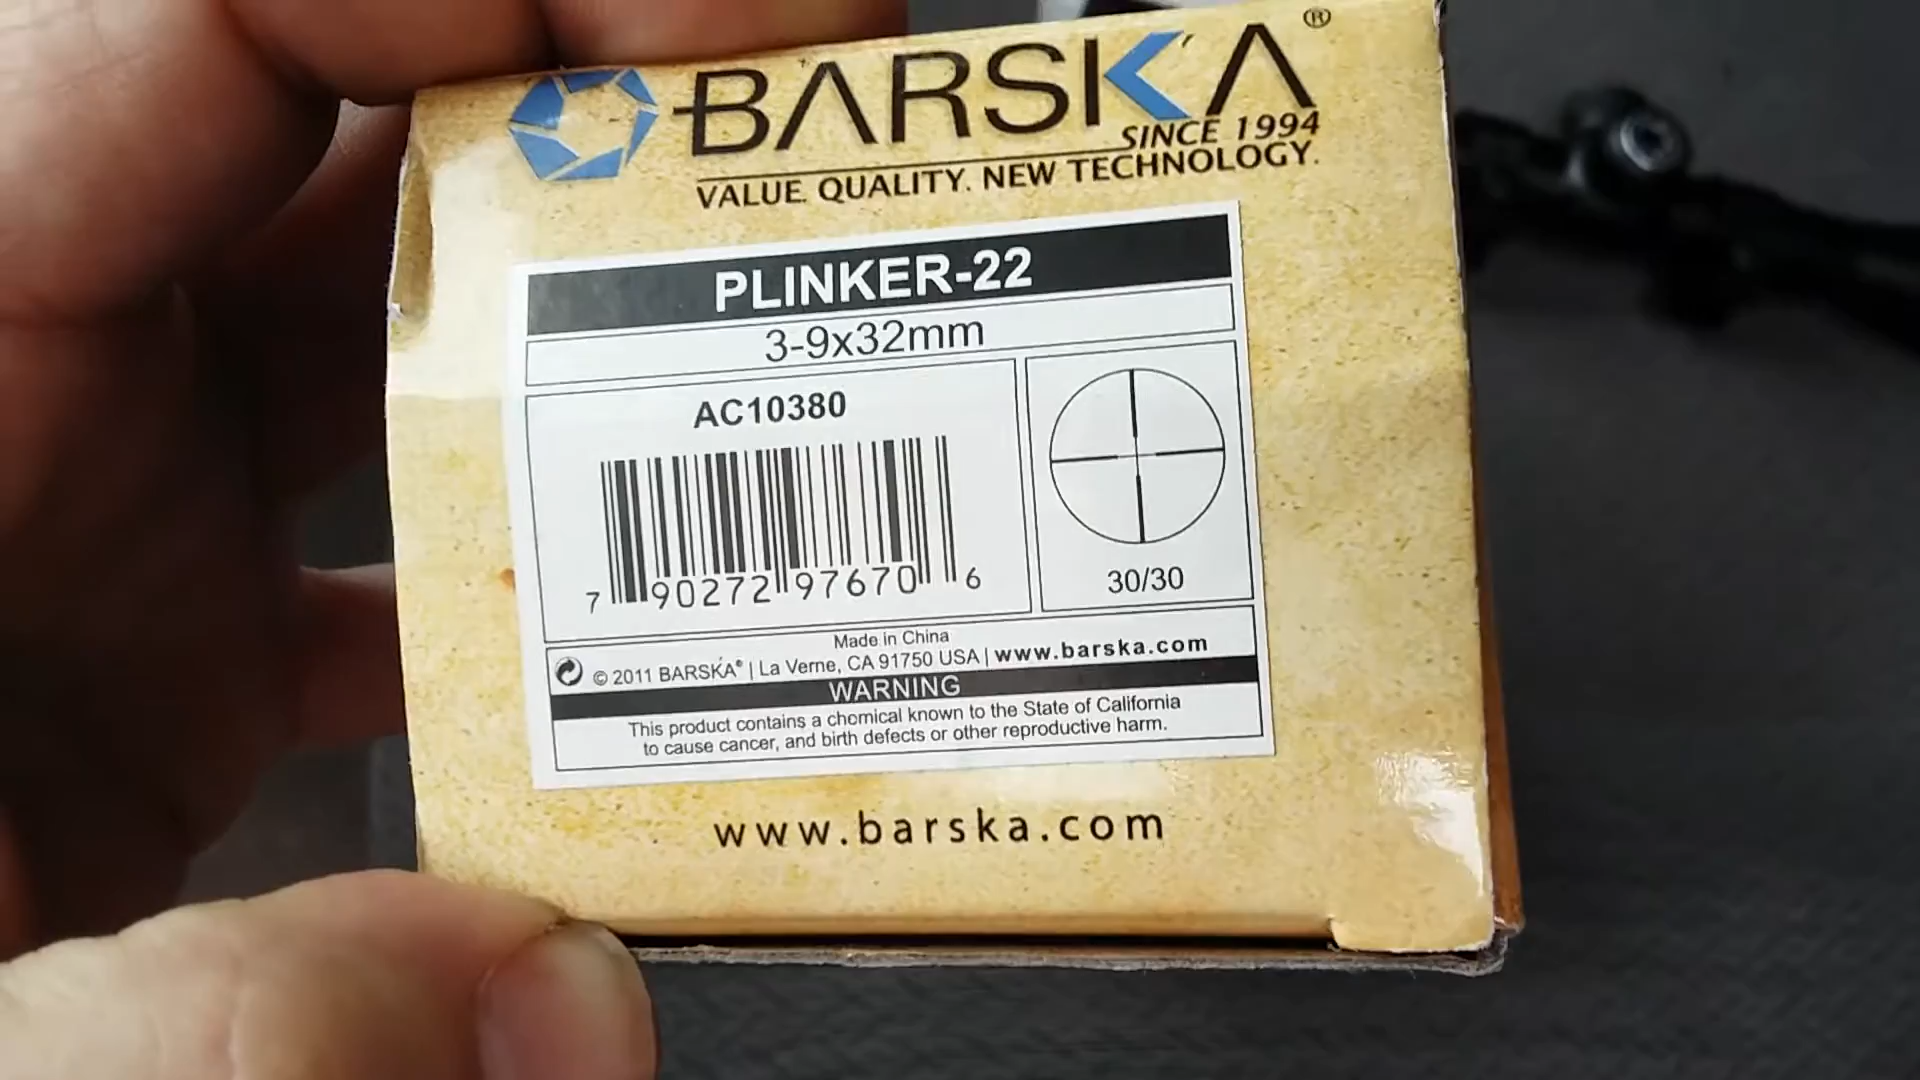 BARSKA®
SINCE 1994
VALUE. QUALITY. NEW TECHNOLOGY.
PLINKER-22
3-9x32mm
AC10380
7 90272 97670 6
30/30
Made in China
© 2011 BARSKA® | La Verne, CA 91750 USA | www.barska.com
WARNING
This product contains a chemical known to the State of California
to cause cancer, and birth defects or other reproductive harm.
www.barska.com